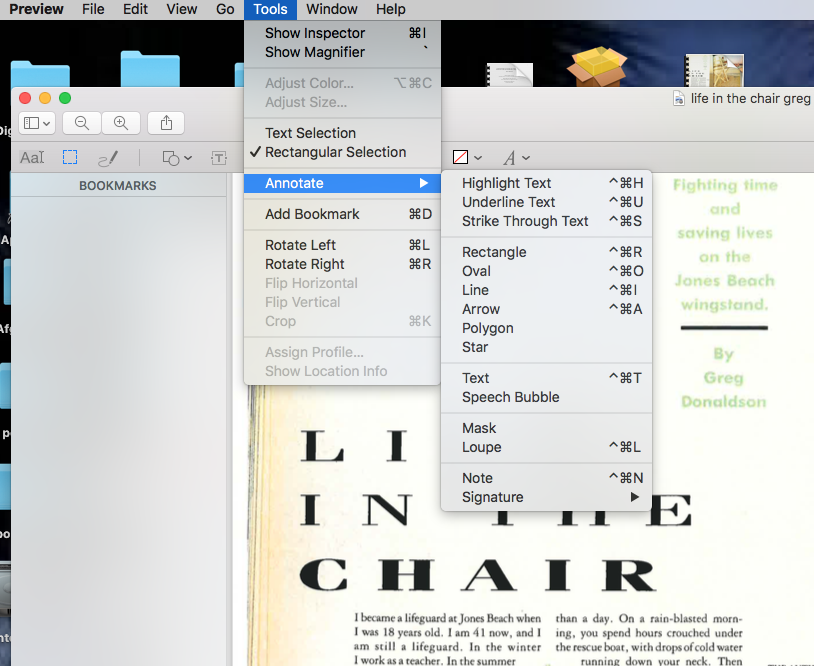 Preview File Edit View Go Tools Window Help
Show Inspector ⌘I
Show Magnifier `
Adjust Color... ⌥⌘C
Adjust Size...
Text Selection
✓ Rectangular Selection
Annotate ▶
Add Bookmark ⌘D
Rotate Left ⌘L
Rotate Right ⌘R
Flip Horizontal
Flip Vertical
Crop ⌘K
Assign Profile...
Show Location Info
Highlight Text ^⌘H
Underline Text ^⌘U
Strike Through Text ^⌘S
Rectangle ^⌘R
Oval ^⌘O
Line ^⌘I
Arrow ^⌘A
Polygon
Star
Text ^⌘T
Speech Bubble
Mask
Loupe ^⌘L
Note ^⌘N
Signature ▶
life in the chair greg
BOOKMARKS
Fighting time
and
saving lives
on the
Jones Beach
wingstand.
By
Greg
Donaldson
LI
IN THE
CHAIR
I became a lifeguard at Jones Beach when
I was 18 years old. I am 41 now, and I
am still a lifeguard. In the winter
I work as a teacher. In the summer
than a day. On a rain-blasted morn-
ing, you spend hours crouched under
the rescue boat, with drops of cold water
running down your neck. Then